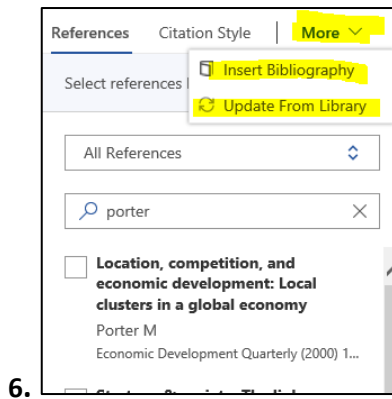 References Citation Style | More
Insert Bibliography
Select references
Update From Library
All References
porter
Location, competition, and
economic development: Local
clusters in a global economy
Porter M
Economic Development Quarterly (2000) 1...
6.